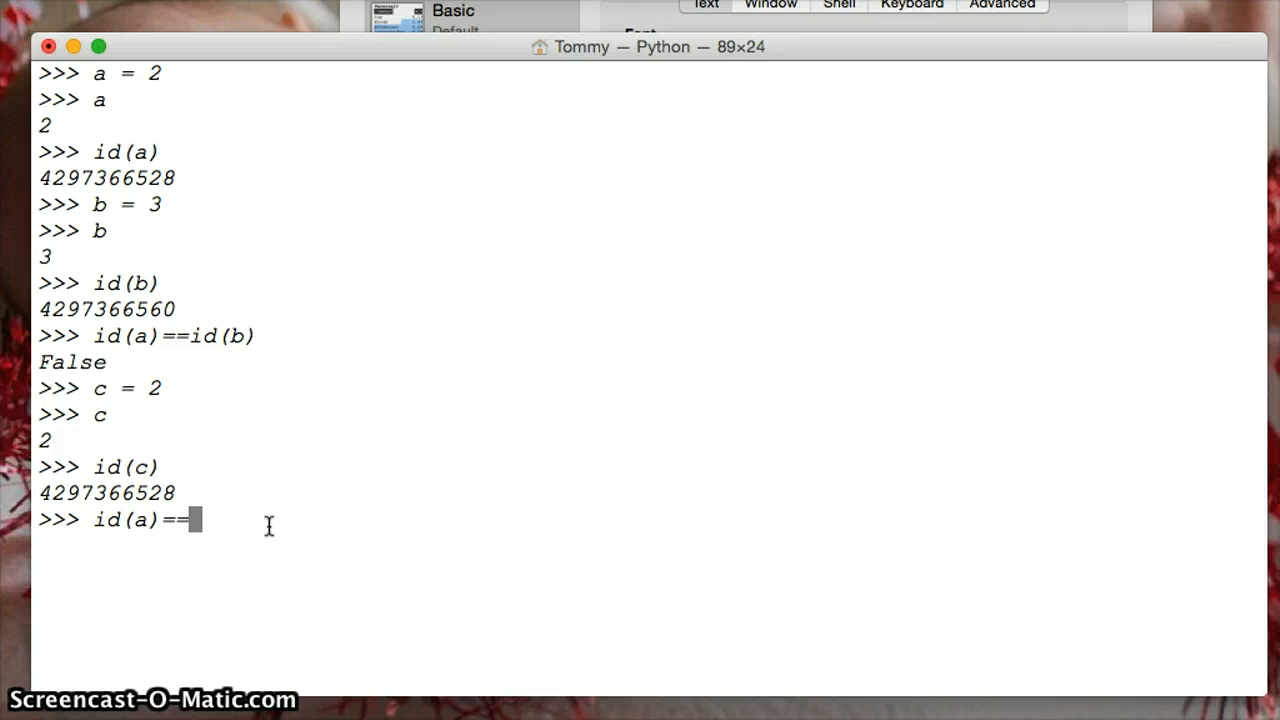 Text Window Shell Keyboard Advanced
Basic
Default
Font
Tommy — Python — 89×24
>>> a = 2
>>> a
2
>>> id(a)
4297366528
>>> b = 3
>>> b
3
>>> id(b)
4297366560
>>> id(a)==id(b)
False
>>> c = 2
>>> c
2
>>> id(c)
4297366528
>>> id(a)==
Screencast-O-Matic.com